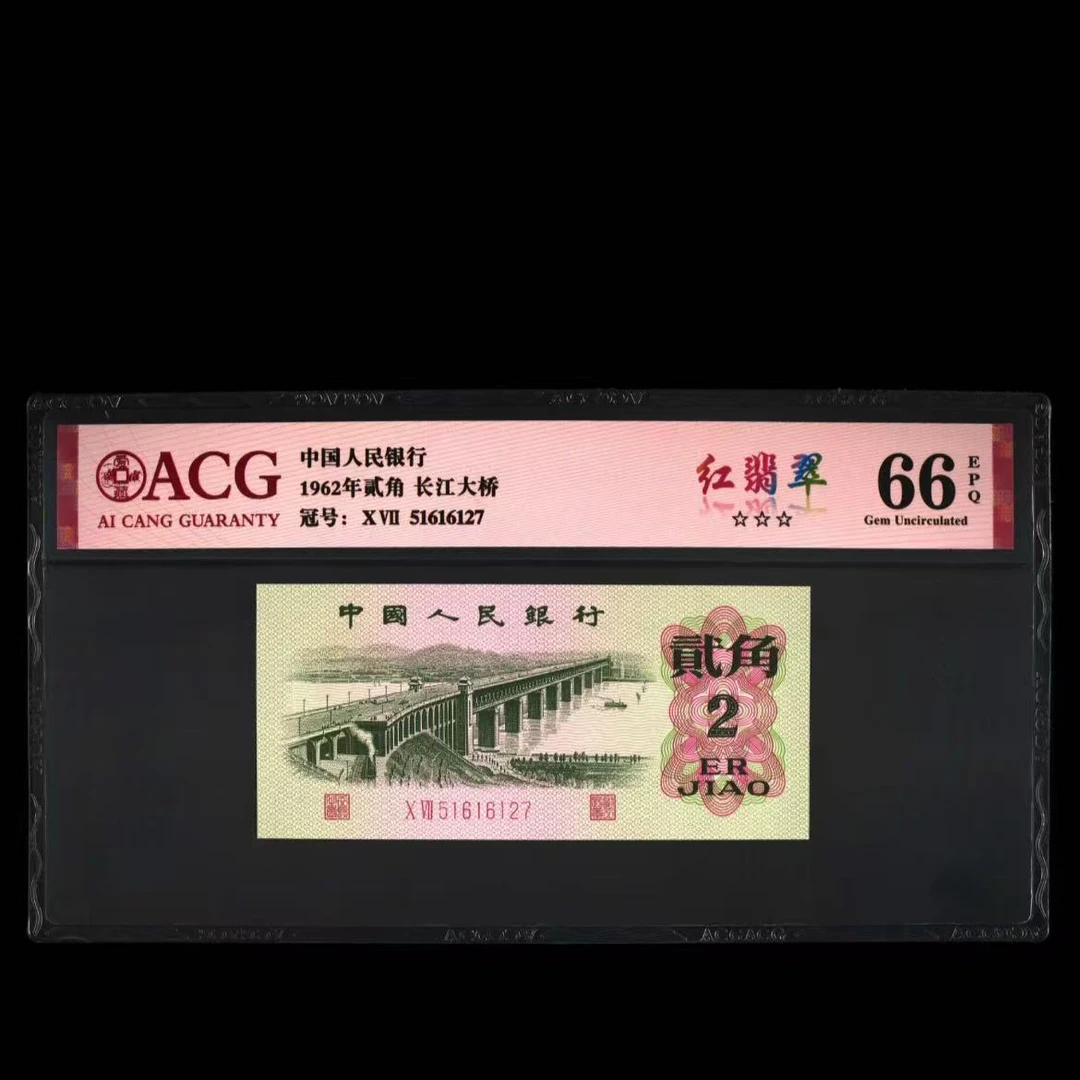 ACG
AI CANG GUARANTY
中国人民银行
1962年贰角 长江大桥
冠号: XⅦ 51616127
红翡翠
☆☆☆
66
EPQ
Gem Uncirculated
中國人民銀行
貳角
2
ER
JIAO
XⅦ51616127